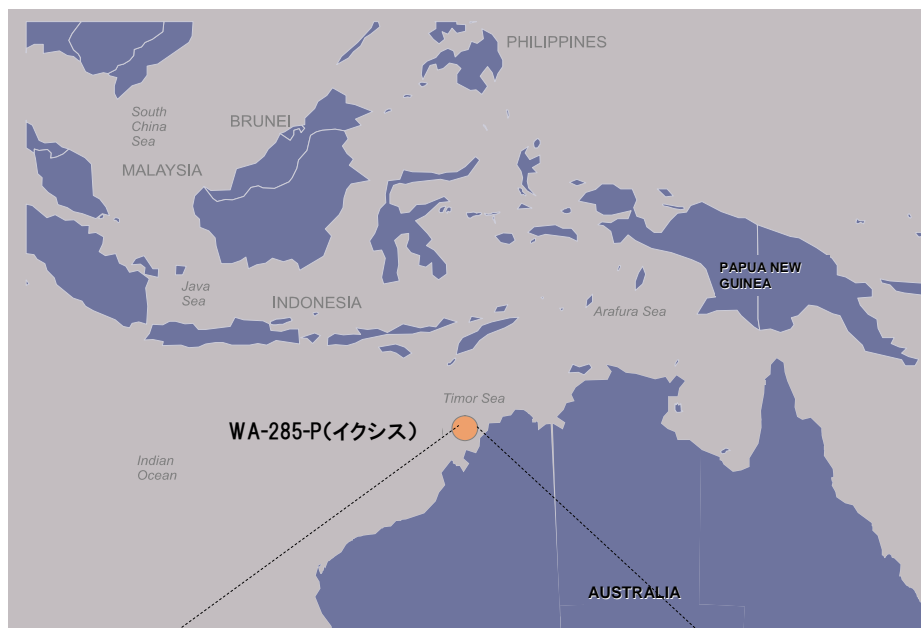 PHILIPPINES
South
China
Sea
BRUNEI
MALAYSIA
PAPUA NEW
GUINEA
Java
Sea
INDONESIA
Arafura Sea
Timor Sea
WA-285-P(イクシス)
Indian
Ocean
AUSTRALIA